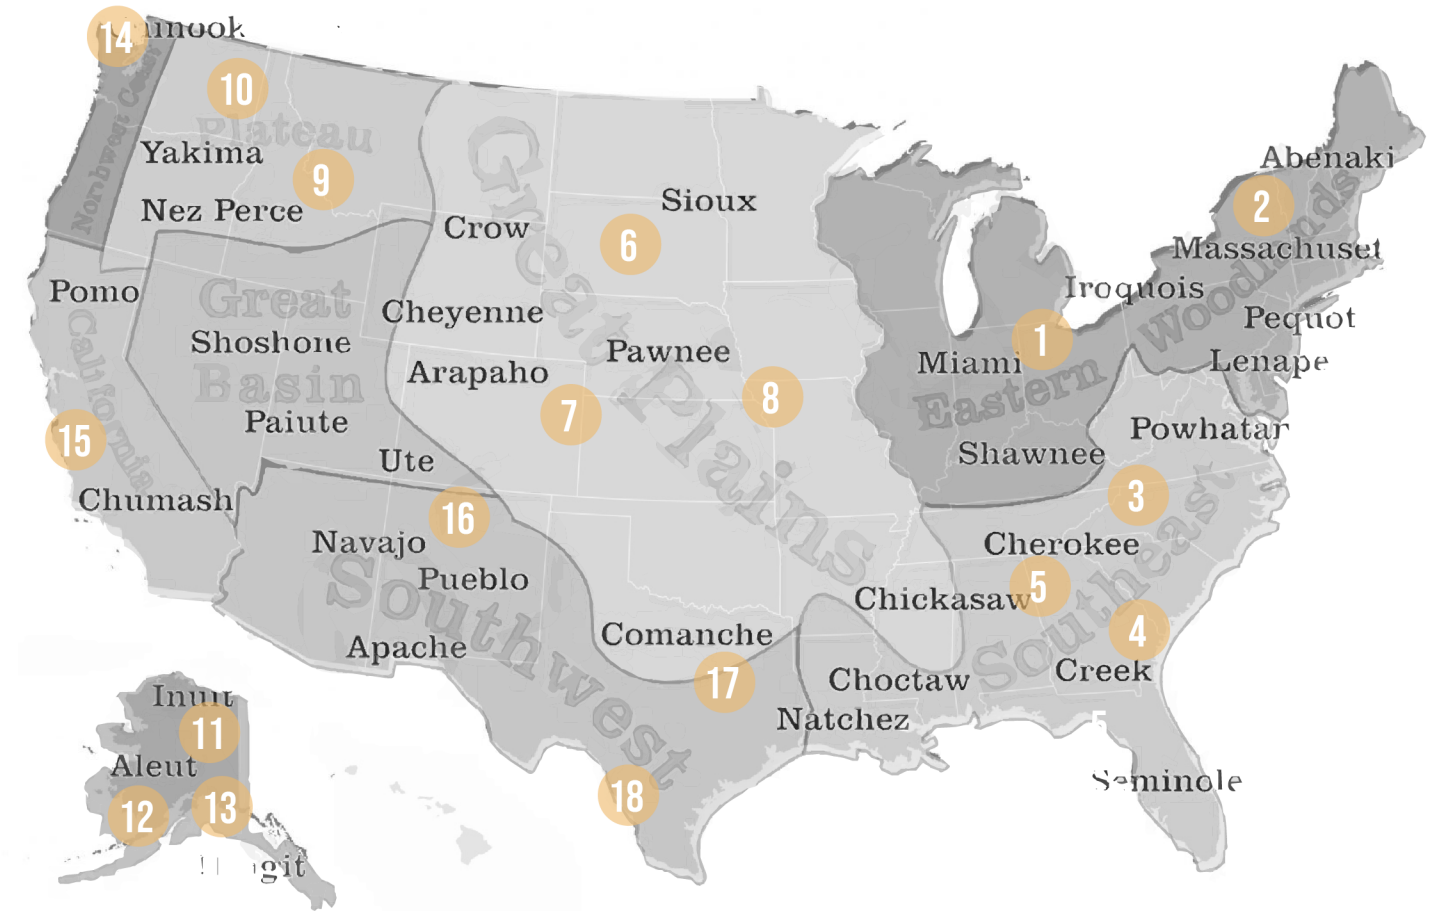 14
10
Plateau
Yakima
9
Nez Perce
Northwest
Great Plains
Sioux
Crow
6
Abenaki
2
Massachuset
Iroquois
Woodlands
Pequot
Lenape
Pomo
Great
Basin
Cheyenne
Shoshone
Pawnee
Miami
1
Arapaho
8
7
Eastern
Paiute
California
15
Ute
Shawnee
Powhatan
3
Chumash
16
Navajo
Cherokee
Pueblo
Southwest
Chickasaw
5
Southeast
4
Comanche
Apache
Creek
Choctaw
17
Natchez
5
Inuit
11
Aleut
12
13
18
Seminole
git